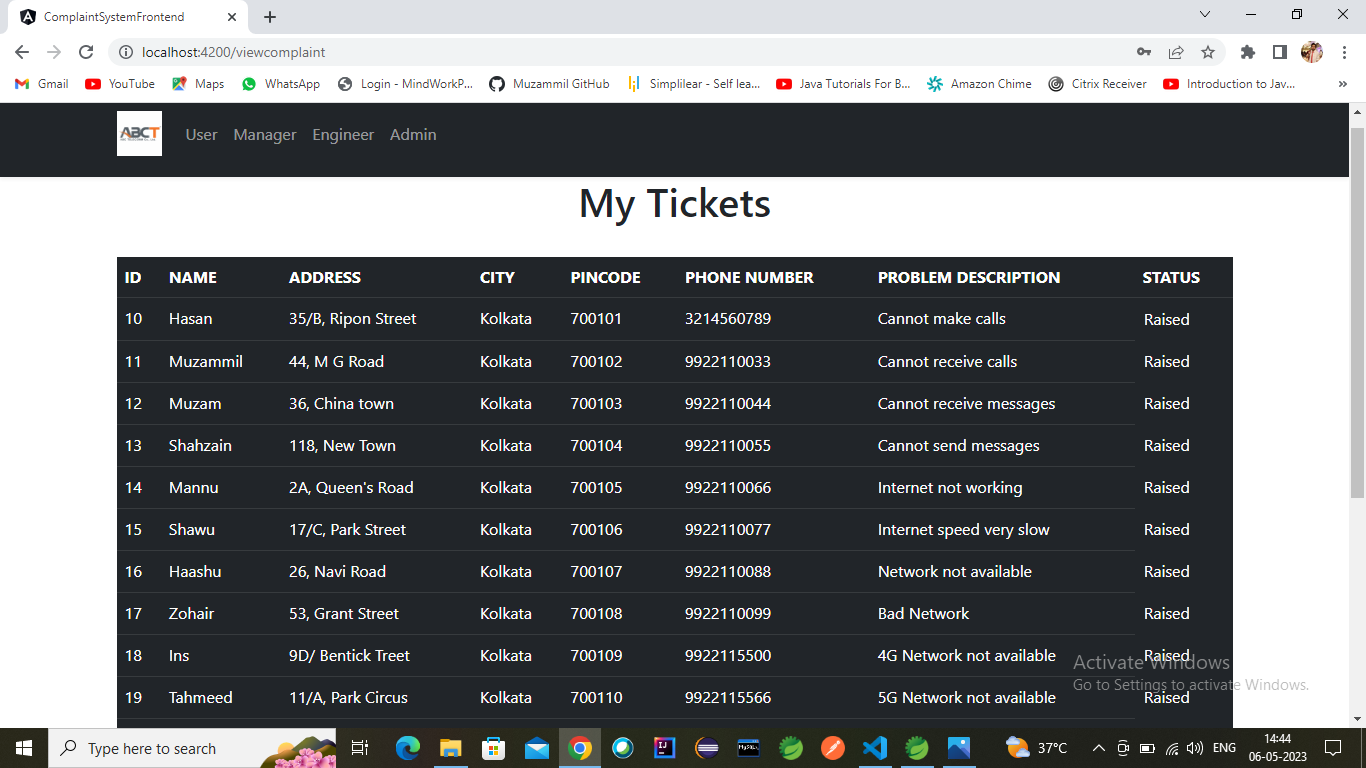 ComplaintSystemFrontend
localhost:4200/viewcomplaint
Gmail YouTube Maps WhatsApp Login - MindWorkP... Muzammil GitHub Simplilear - Self lea... Java Tutorials For B... Amazon Chime Citrix Receiver Introduction to Jav...
ABCT User Manager Engineer Admin
My Tickets
ID NAME ADDRESS CITY PINCODE PHONE NUMBER PROBLEM DESCRIPTION STATUS
10 Hasan 35/B, Ripon Street Kolkata 700101 3214560789 Cannot make calls Raised
11 Muzammil 44, M G Road Kolkata 700102 9922110033 Cannot receive calls Raised
12 Muzam 36, China town Kolkata 700103 9922110044 Cannot receive messages Raised
13 Shahzain 118, New Town Kolkata 700104 9922110055 Cannot send messages Raised
14 Mannu 2A, Queen's Road Kolkata 700105 9922110066 Internet not working Raised
15 Shawu 17/C, Park Street Kolkata 700106 9922110077 Internet speed very slow Raised
16 Haashu 26, Navi Road Kolkata 700107 9922110088 Network not available Raised
17 Zohair 53, Grant Street Kolkata 700108 9922110099 Bad Network Raised
18 Ins 9D/ Bentick Treet Kolkata 700109 9922115500 4G Network not available Raised
19 Tahmeed 11/A, Park Circus Kolkata 700110 9922115566 5G Network not available Raised
Activate Windows
Go to Settings to activate Windows.
Type here to search 37°C ENG 14:44
06-05-2023